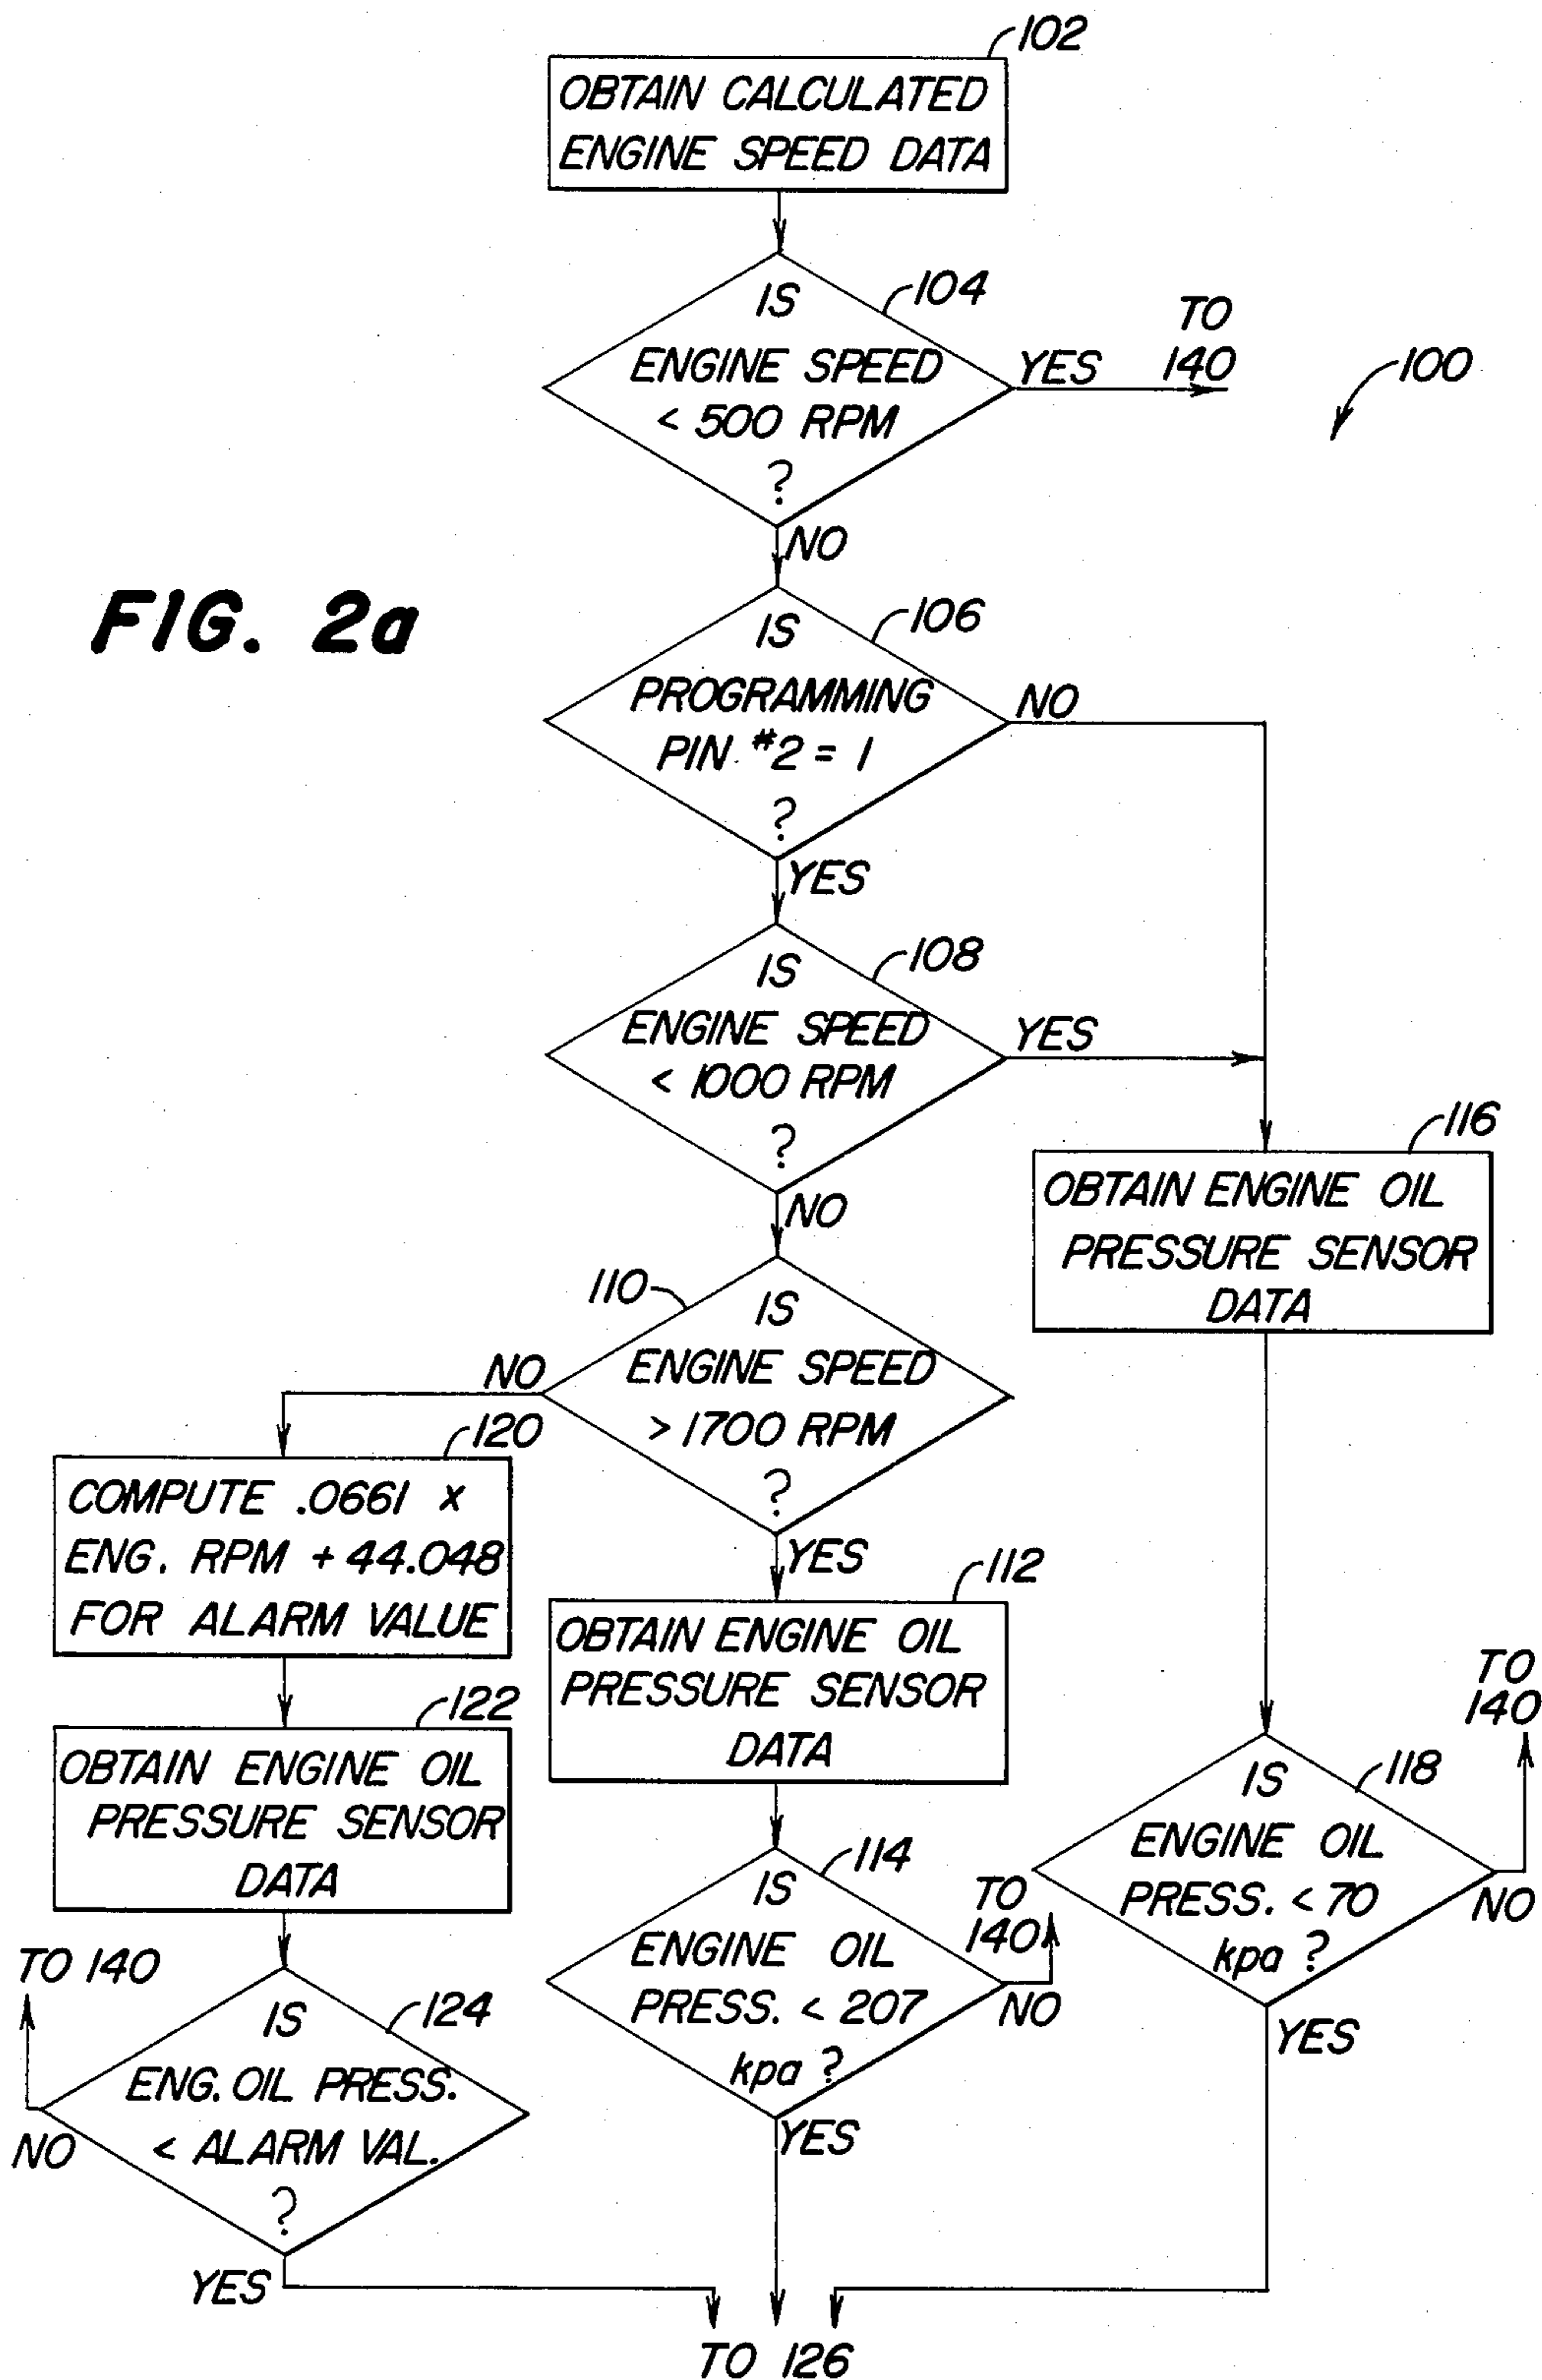 102
OBTAIN CALCULATED
ENGINE SPEED DATA
104
IS
ENGINE SPEED
< 500 RPM
?
YES
TO
140
100
NO
FIG. 2a
106
IS
PROGRAMMING
PIN #2 = 1
?
NO
YES
108
IS
ENGINE SPEED
< 1000 RPM
?
YES
NO
116
OBTAIN ENGINE OIL
PRESSURE SENSOR
DATA
110
IS
ENGINE SPEED
> 1700 RPM
?
NO
YES
120
COMPUTE .0661 x
ENG. RPM + 44.048
FOR ALARM VALUE
112
OBTAIN ENGINE OIL
PRESSURE SENSOR
DATA
122
OBTAIN ENGINE OIL
PRESSURE SENSOR
DATA
TO
140
118
IS
ENGINE OIL
PRESS. < 70
kpa ?
NO
YES
114
IS
ENGINE OIL
PRESS. < 207
kpa ?
TO
140
NO
YES
TO 140
124
IS
ENG. OIL PRESS.
< ALARM VAL.
?
NO
YES
TO 126